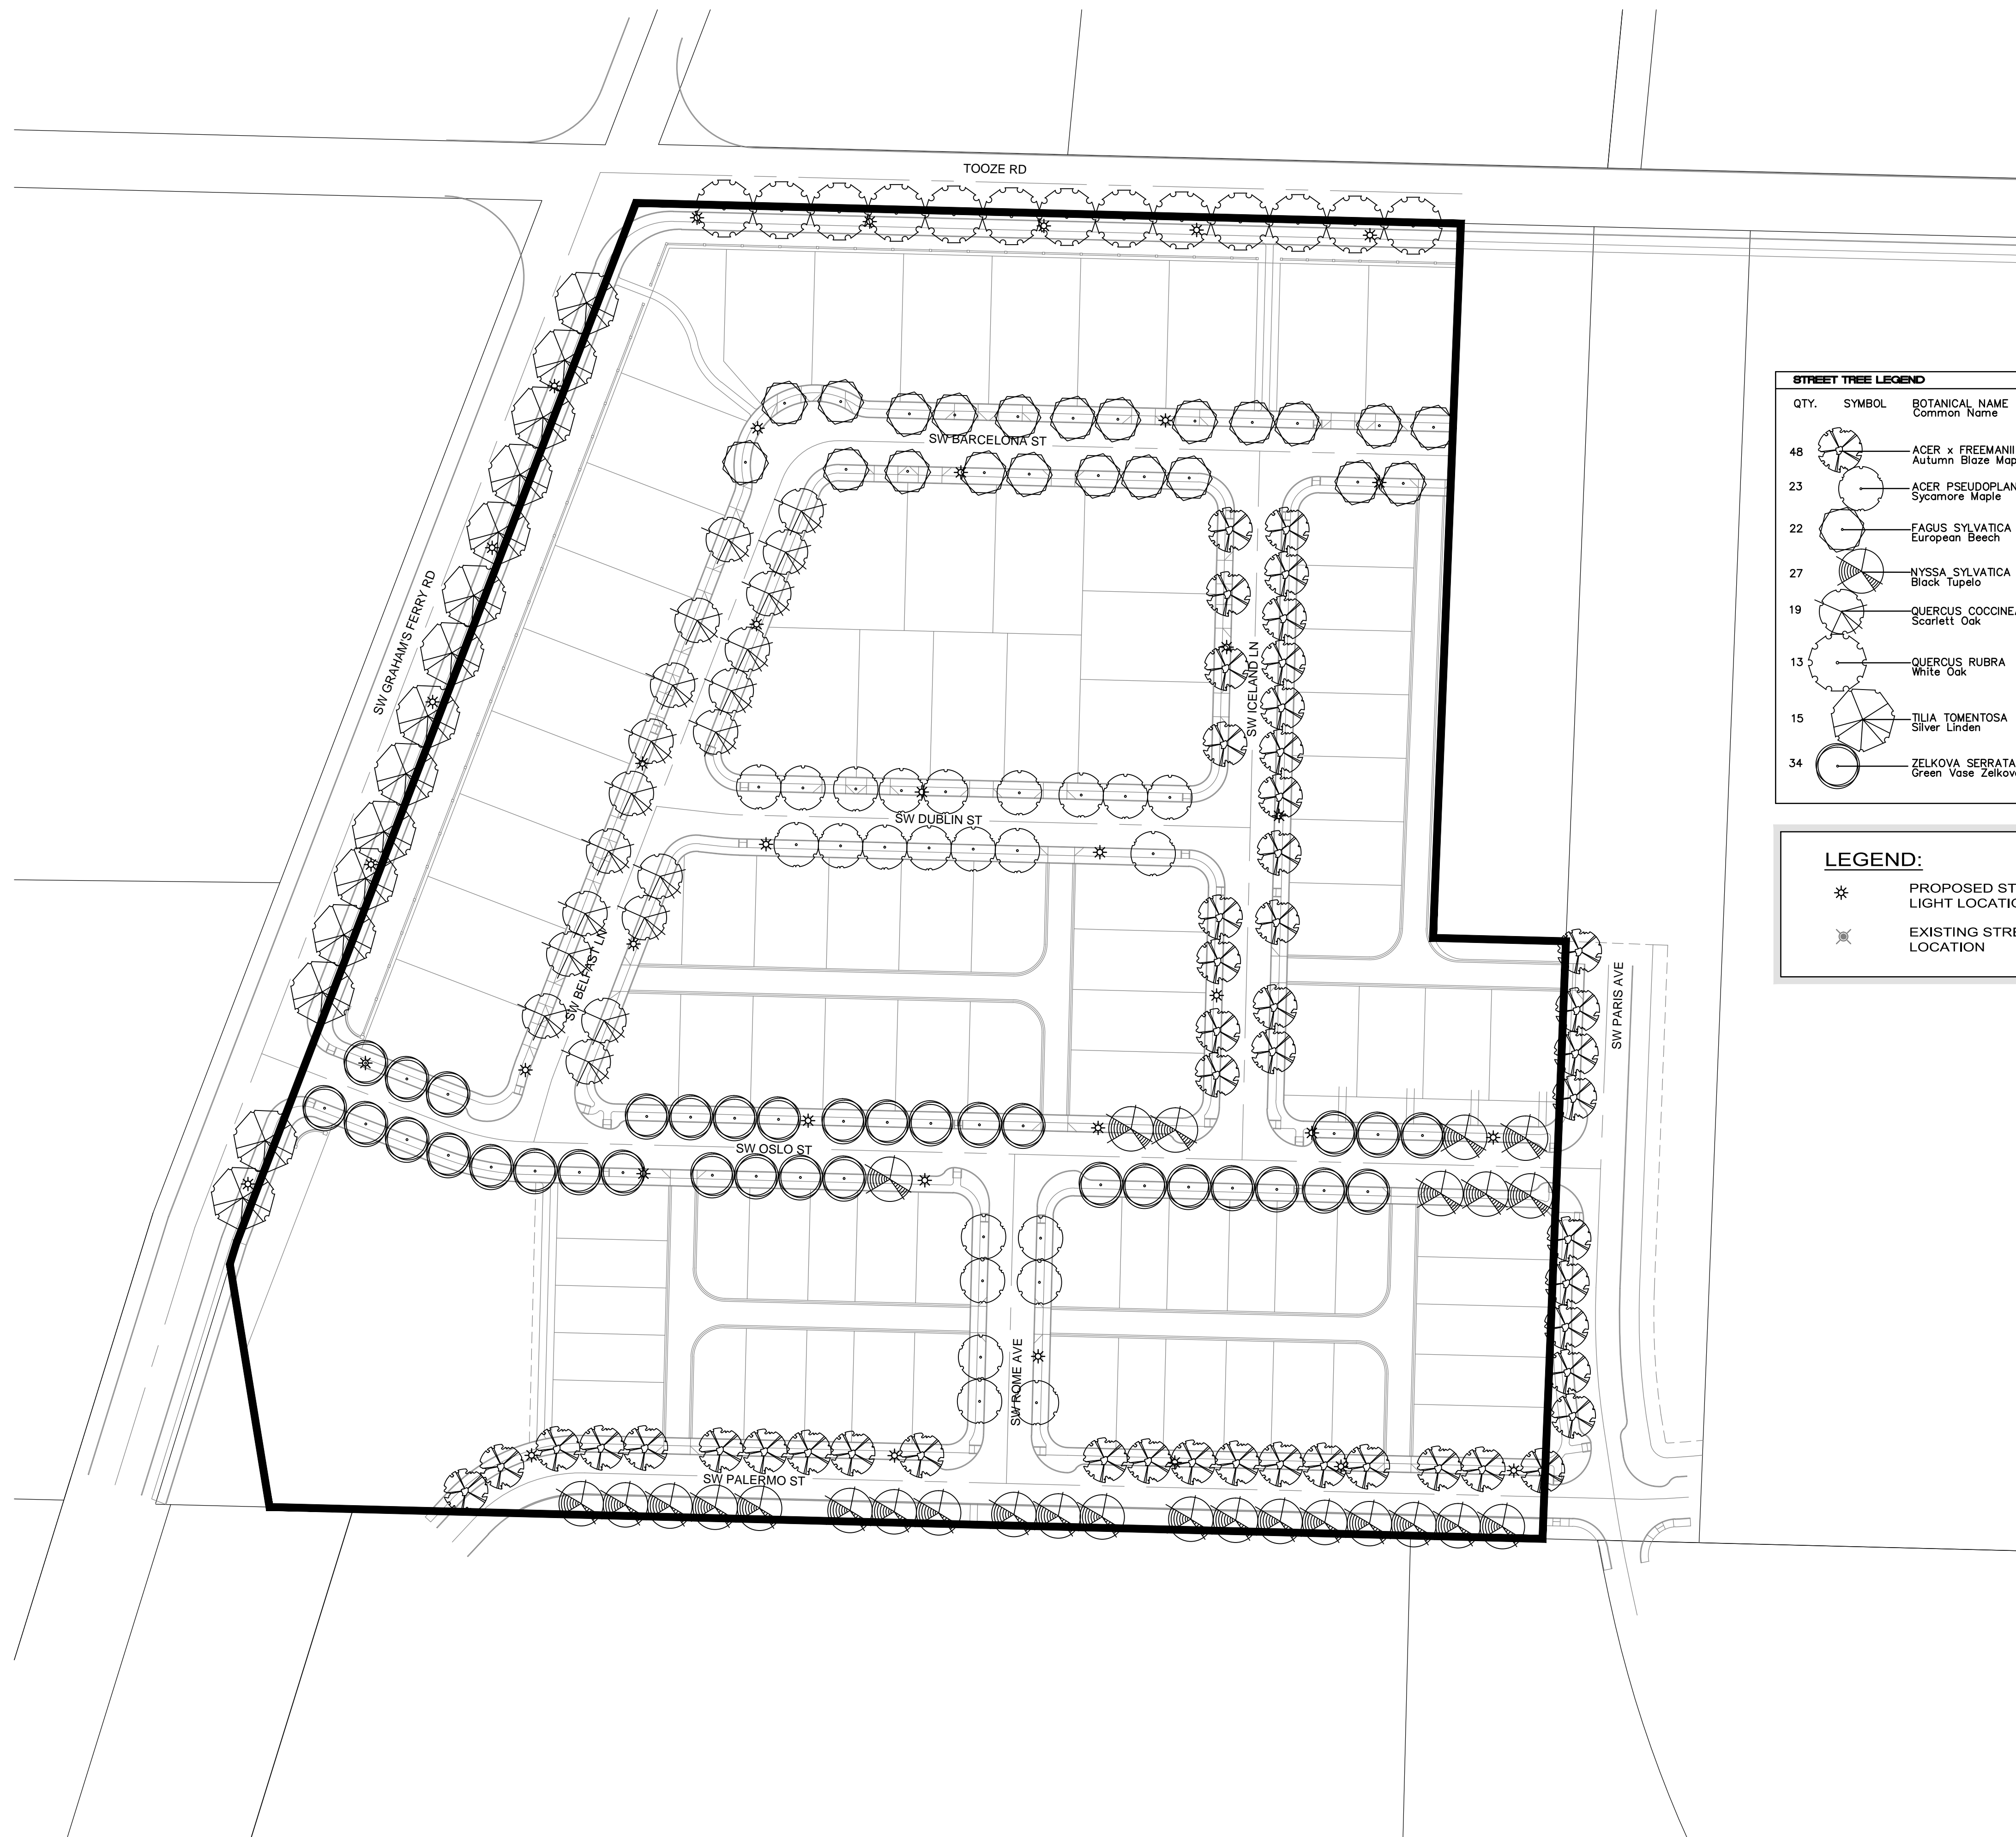 TOOZE RD
SW GRAHAM'S FERRY RD
SW BARCELONA ST
SW ICELAND LN
SW DUBLIN ST
SW BELFAST LN
SW PARIS AVE
SW OSLO ST
SW ROME AVE
SW PALERMO ST
STREET TREE LEGEND
QTY. SYMBOL BOTANICAL NAME
Common Name
48 ACER x FREEMANII
Autumn Blaze Map
23 ACER PSEUDOPLAN
Sycamore Maple
22 FAGUS SYLVATICA
European Beech
27 NYSSA SYLVATICA
Black Tupelo
19 QUERCUS COCCINE
Scarlett Oak
13 QUERCUS RUBRA
White Oak
15 TILIA TOMENTOSA
Silver Linden
34 ZELKOVA SERRATA
Green Vase Zelkov
LEGEND:
PROPOSED ST
LIGHT LOCATIO
EXISTING STRE
LOCATION